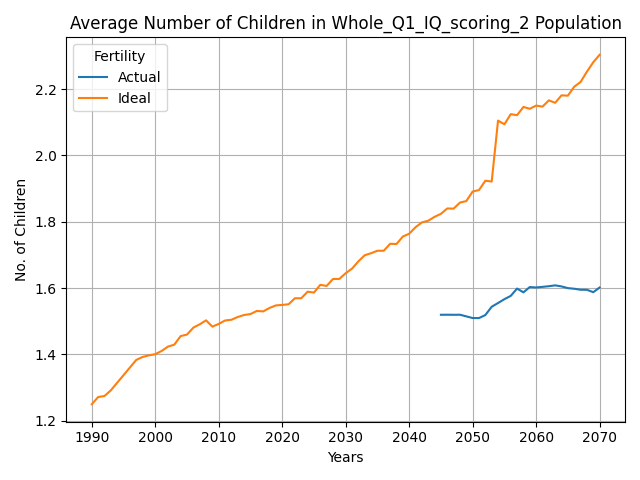 Average Number of Children in Whole_Q1_IQ_scoring_2 Population
Fertility
Actual
Ideal
No. of Children
2.2
2.0
1.8
1.6
1.4
1.2
1990 2000 2010 2020 2030 2040 2050 2060 2070
Years